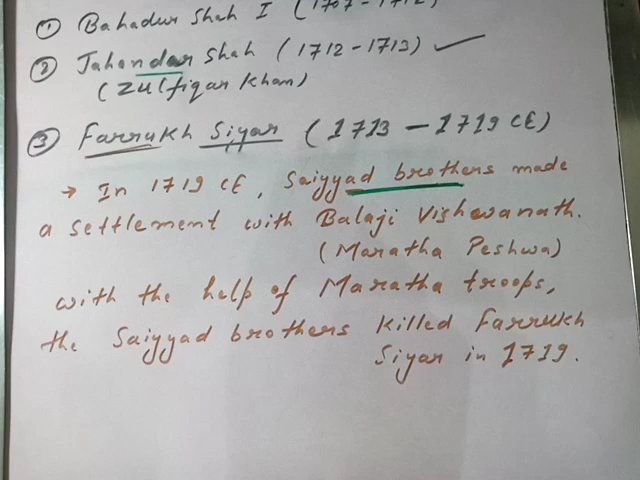 ① Bahadur Shah I (1707-1712)
② Jahandar Shah (1712-1713)
(Zulfiqar Khan)
③ Farrukh Siyar (1713-1719 CE)
→ In 1719 CE, Saiyyad brothers made
a settlement with Balaji Vishwanath.
(Maratha Peshwa)
with the help of Maratha troops,
the Saiyyad brothers killed Farrukh
Siyar in 1719.